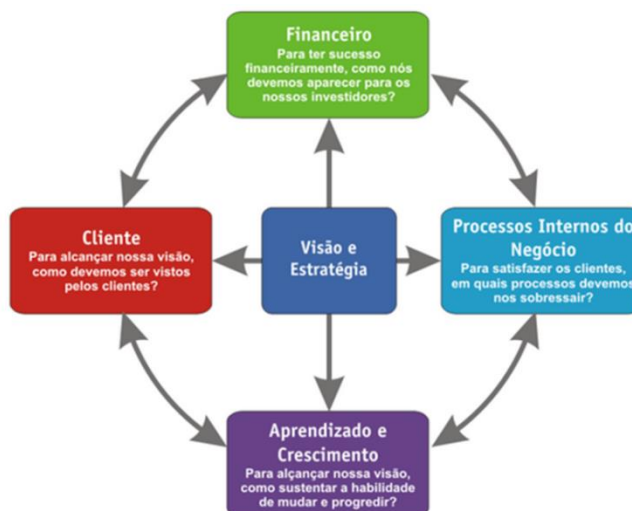 Financeiro
Para ter sucesso
financeiramente, como nós
devemos aparecer para os
nossos investidores?
Cliente
Para alcançar nossa visão,
como devemos ser vistos
pelos clientes?
Visão e
Estratégia
Processos Internos do
Negócio
Para satisfazer os clientes,
em quais processos devemos
nos sobressair?
Aprendizado e
Crescimento
Para alçançar nossa visão,
como sustentar a habilidade
de mudar e progredir?